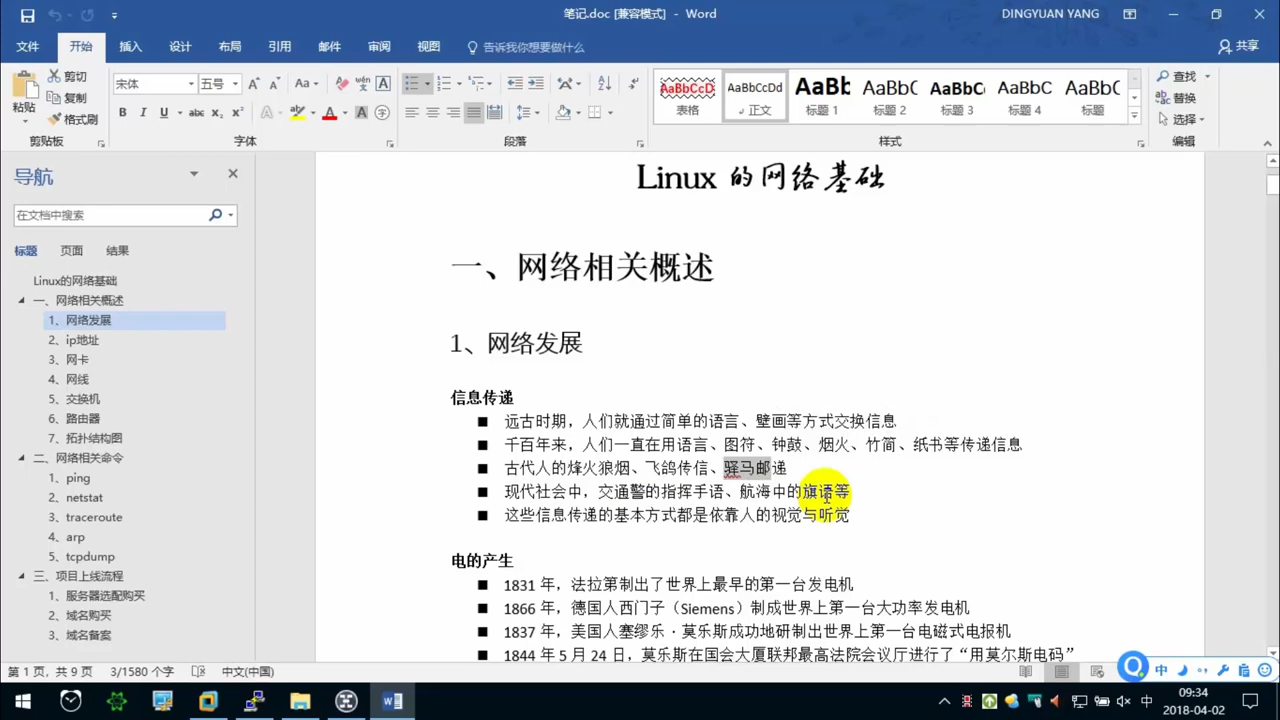 笔记.doc [兼容模式] - Word
DINGYUAN YANG
文件
开始
插入
设计
布局
引用
邮件
审阅
视图
告诉我你想要做什么
共享
粘贴
剪切
复制
格式刷
剪贴板
宋体
五号
字体
段落
AaBbCcD
表格
AaBbCcDd
正文
AaBb
标题 1
AaBbC
标题 2
AaBbC
标题 3
AaBbC
标题 4
AaBbC
标题
样式
查找
替换
选择
编辑
导航
在文档中搜索
标题
页面
结果
Linux的网络基础
一、网络相关概述
1、网络发展
2、ip地址
3、网卡
4、网线
5、交换机
6、路由器
7、拓扑结构图
二、网络相关命令
1、ping
2、netstat
3、traceroute
4、arp
5、tcpdump
三、项目上线流程
1、服务器选配购买
2、域名购买
3、域名备案
Linux 的网络基础
一、网络相关概述
1、网络发展
信息传递
■ 远古时期，人们就通过简单的语言、壁画等方式交换信息
■ 千百年来，人们一直在用语言、图符、钟鼓、烟火、竹简、纸书等传递信息
■ 古代人的烽火狼烟、飞鸽传信、驿马邮递
■ 现代社会中，交通警的指挥手语、航海中的旗语等
■ 这些信息传递的基本方式都是依靠人的视觉与听觉
电的产生
■ 1831 年，法拉第制出了世界上最早的第一台发电机
■ 1866 年，德国人西门子（Siemens）制成世界上第一台大功率发电机
■ 1837 年，美国人塞缪乐·莫乐斯成功地研制出世界上第一台电磁式电报机
■ 1844 年 5 月 24 日，莫乐斯在国会大厦联邦最高法院会议厅进行了“用莫尔斯电码”
第 1 页，共 9 页
3/1580 个字
中文(中国)
中
中
09:34
2018-04-02